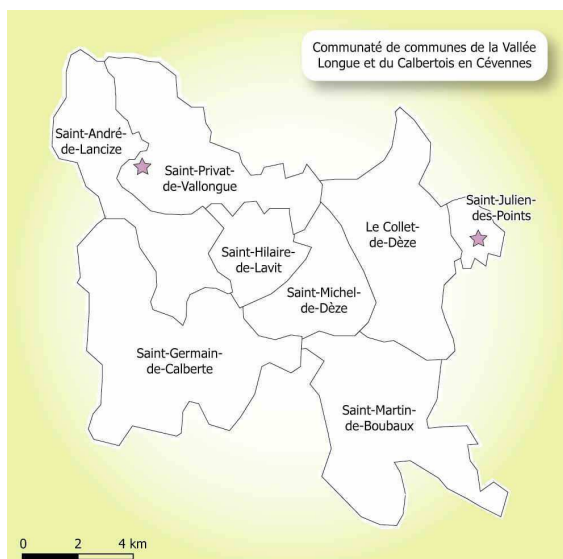 Communaté de communes de la Vallée
Longue et du Calbertois en Cévennes
Saint-André-
de-Lancize
Saint-Privat-
de-Vallongue
Saint-Julien-
des-Points
Le Collet-
de-Dèze
Saint-Hilaire-
de-Lavit
Saint-Michel-
de-Dèze
Saint-Germain-
de-Calberte
Saint-Martin-
de-Boubaux
0 2 4 km